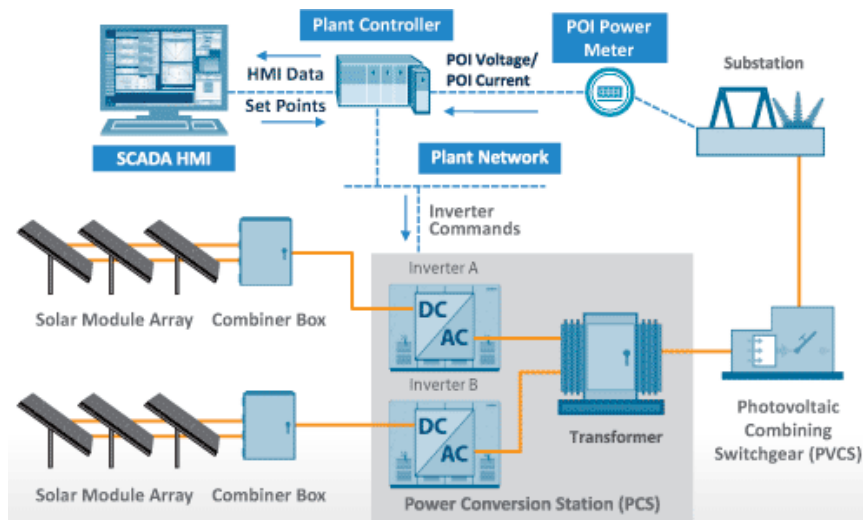 Plant Controller
POI Power
Meter
Substation
HMI Data
Set Points
POI Voltage/
POI Current
SCADA HMI
Plant Network
Inverter
Commands
Solar Module Array
Combiner Box
Inverter A
DC
AC
Inverter B
DC
AC
Transformer
Photovoltaic
Combining
Switchgear (PVCS)
Solar Module Array
Combiner Box
Power Conversion Station (PCS)